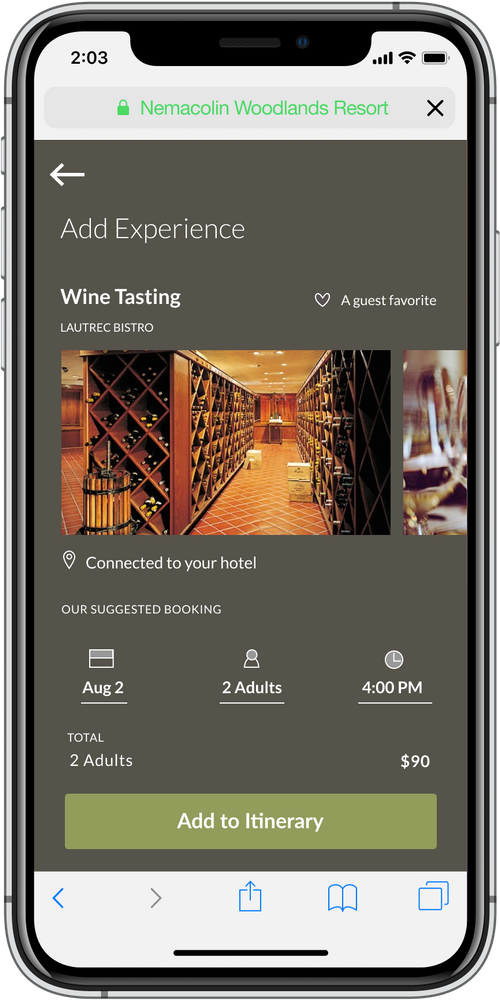 2:03
Nemacolin Woodlands Resort
Add Experience
Wine Tasting
A guest favorite
LAUTREC BISTRO
Connected to your hotel
OUR SUGGESTED BOOKING
Aug 2
2 Adults
4:00 PM
TOTAL
2 Adults
$90
Add to Itinerary